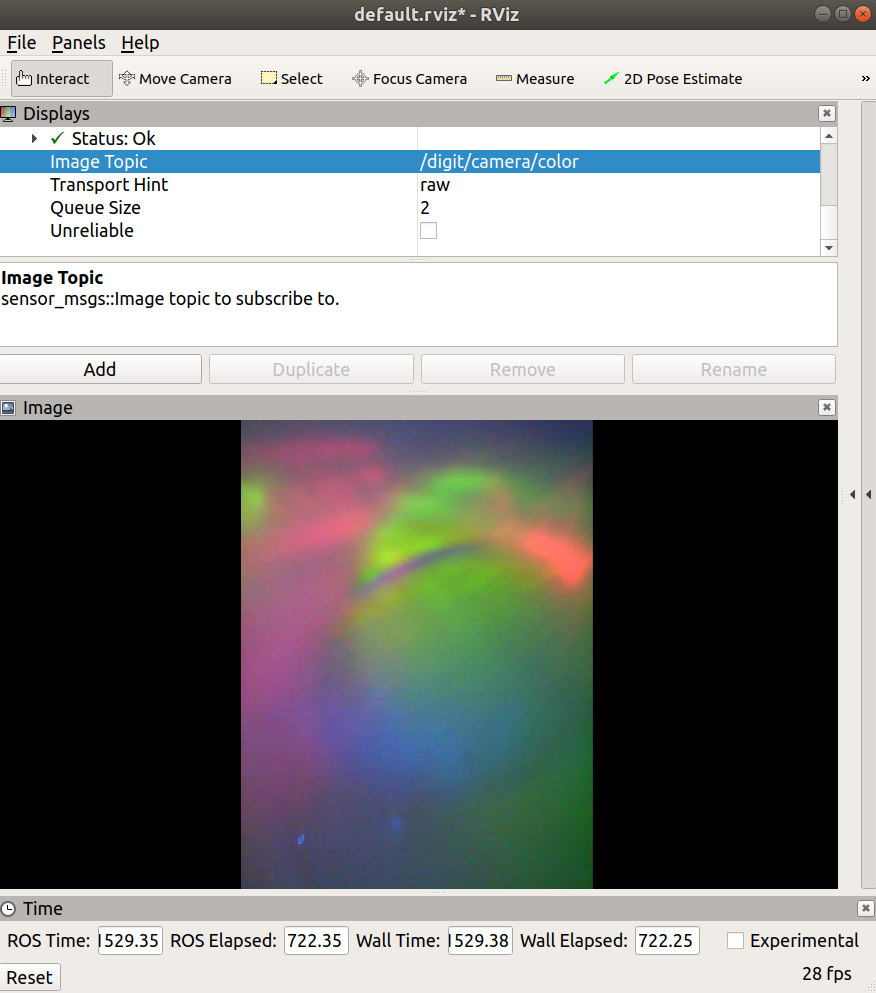 default.rviz* - RViz
File Panels Help
Interact Move Camera Select Focus Camera Measure 2D Pose Estimate »
Displays
Status: Ok
Image Topic /digit/camera/color
Transport Hint raw
Queue Size 2
Unreliable
Image Topic
sensor_msgs::Image topic to subscribe to.
Add Duplicate Remove Rename
Image
Time
ROS Time: 529.35 ROS Elapsed: 722.35 Wall Time: 529.38 Wall Elapsed: 722.25 Experimental
Reset 28 fps